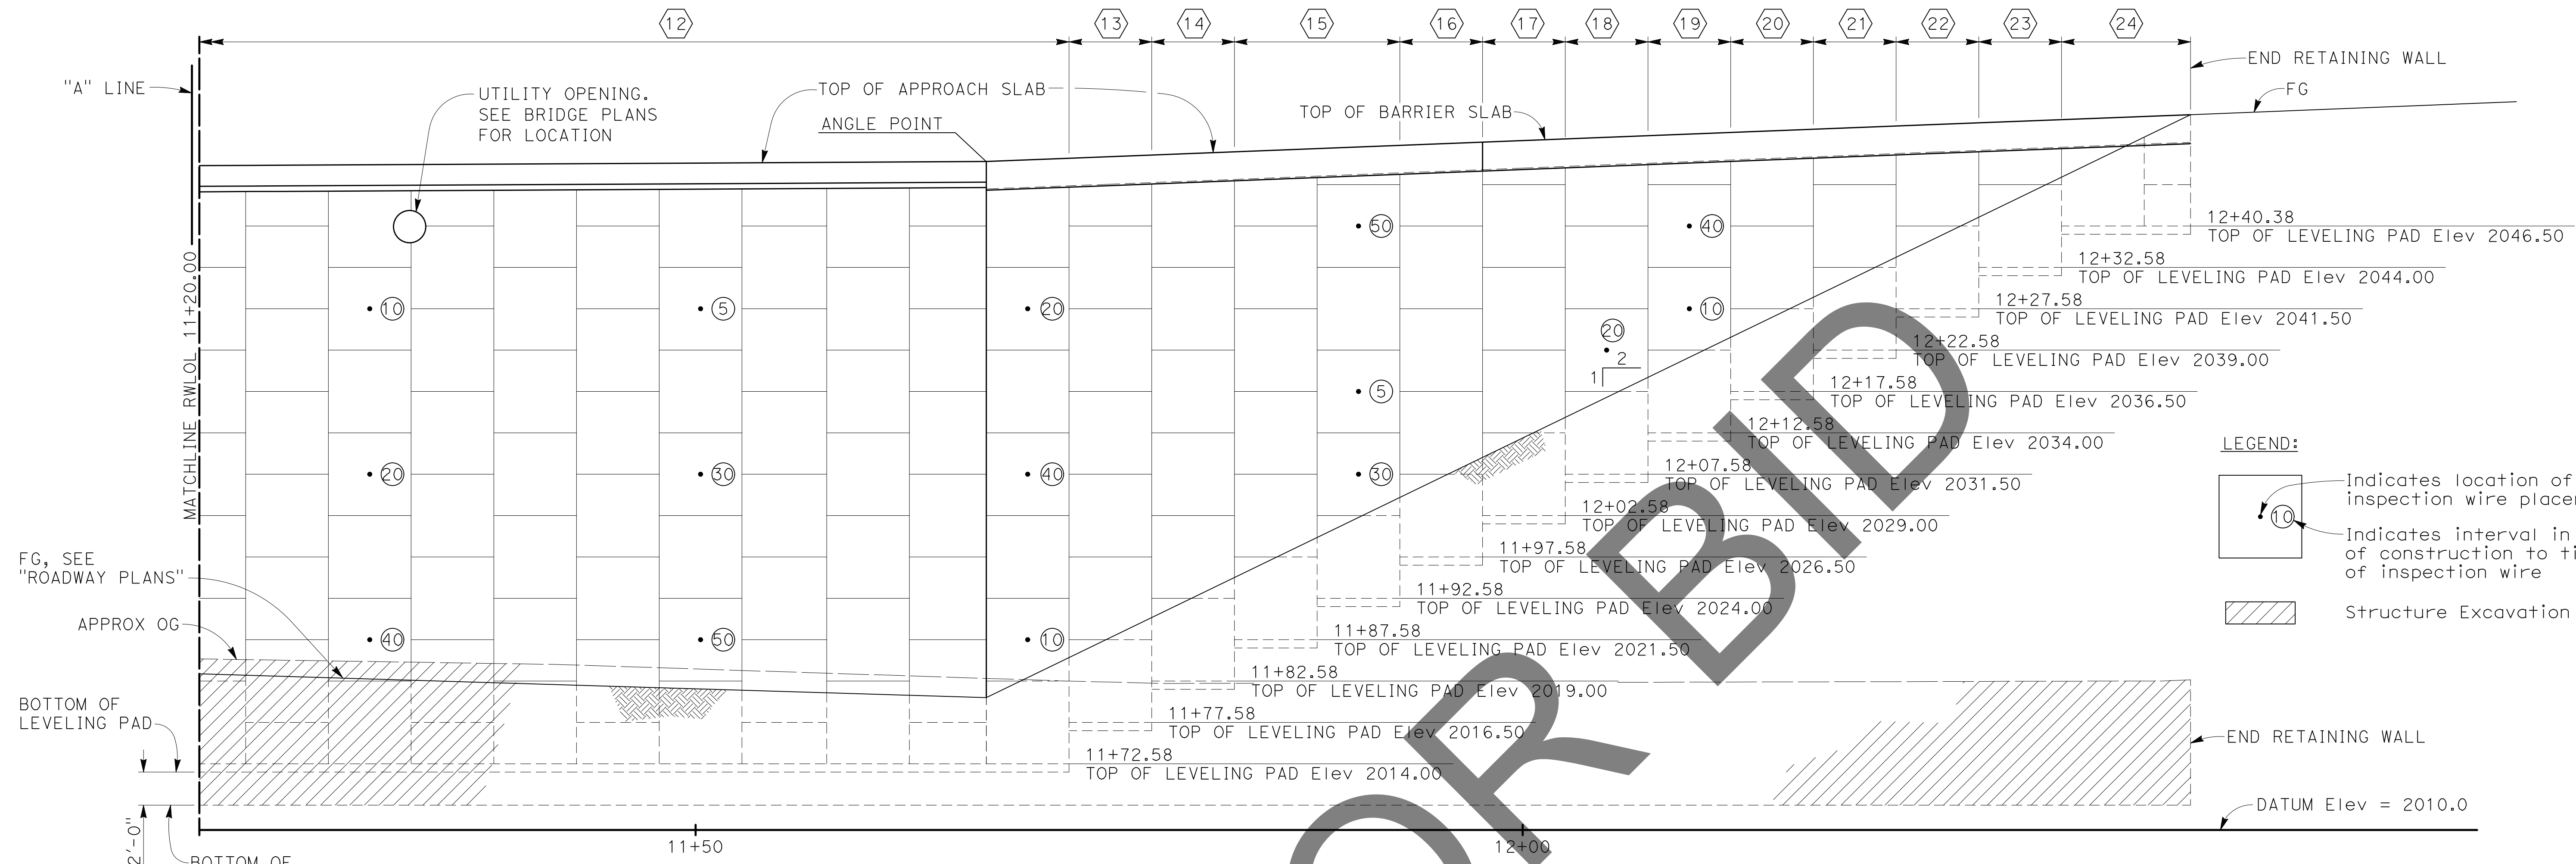 12
13
14
15
16
17
18
19
20
21
22
23
24
"A" LINE
UTILITY OPENING.
SEE BRIDGE PLANS
FOR LOCATION
TOP OF APPROACH SLAB
ANGLE POINT
TOP OF BARRIER SLAB
END RETAINING WALL
FG
MATCHLINE RWLOL 11+20.00
50
40
10
5
20
10
20
1
2
5
20
30
40
30
40
50
10
12+40.38
TOP OF LEVELING PAD Elev 2046.50
12+32.58
TOP OF LEVELING PAD Elev 2044.00
12+27.58
TOP OF LEVELING PAD Elev 2041.50
12+22.58
TOP OF LEVELING PAD Elev 2039.00
12+17.58
TOP OF LEVELING PAD Elev 2036.50
12+12.58
TOP OF LEVELING PAD Elev 2034.00
12+07.58
TOP OF LEVELING PAD Elev 2031.50
12+02.58
TOP OF LEVELING PAD Elev 2029.00
11+97.58
TOP OF LEVELING PAD Elev 2026.50
11+92.58
TOP OF LEVELING PAD Elev 2024.00
11+87.58
TOP OF LEVELING PAD Elev 2021.50
11+82.58
TOP OF LEVELING PAD Elev 2019.00
11+77.58
TOP OF LEVELING PAD Elev 2016.50
11+72.58
TOP OF LEVELING PAD Elev 2014.00
LEGEND:
Indicates location of
inspection wire
10
Indicates interval in
of construction to
of inspection wire
Structure Excavation
FG, SEE
"ROADWAY PLANS"
APPROX OG
BOTTOM OF
LEVELING PAD
2'-0"
BOTTOM OF
END RETAINING WALL
DATUM Elev = 2010.0
11+50
12+00
OR BID